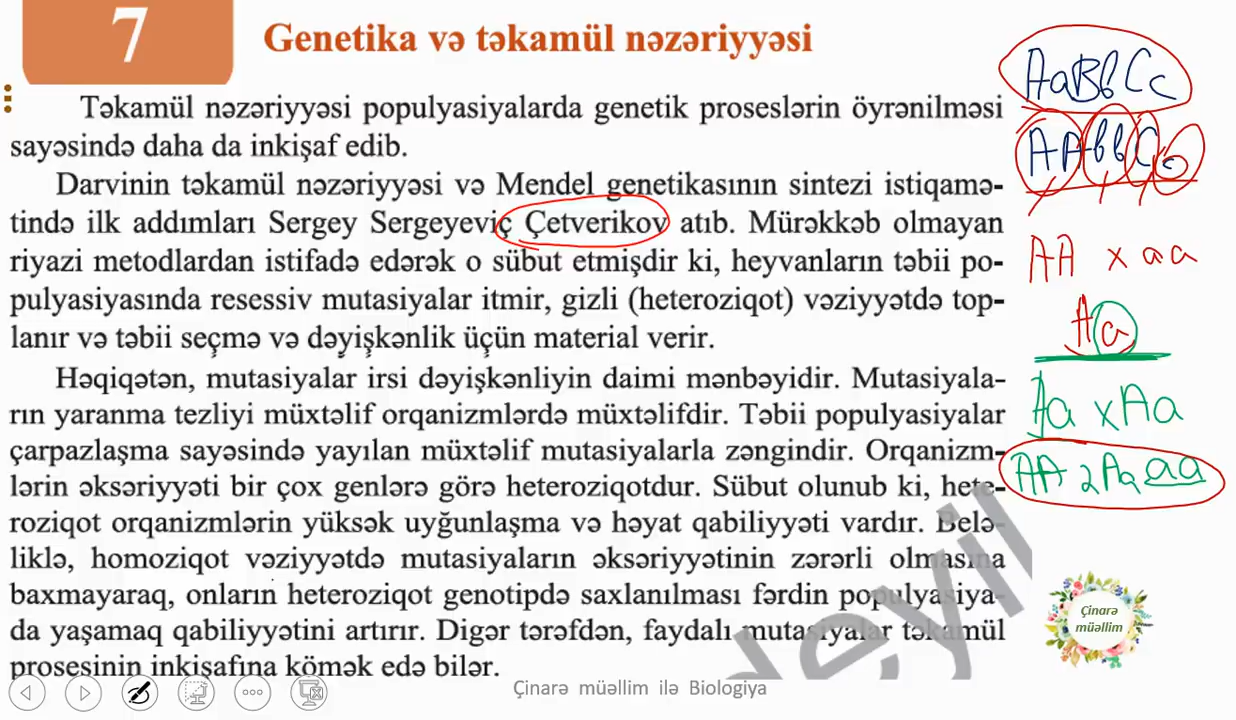 7
Genetika və təkamül nəzəriyyəsi
Təkamül nəzəriyyəsi populyasiyalarda genetik proseslərin öyrənilməsi
sayəsində daha da inkişaf edib.
Darvinin təkamül nəzəriyyəsi və Mendel genetikasının sintezi istiqamə-
tində ilk addımları Sergey Sergeyeviç Çetverikov atıb. Mürəkkəb olmayan
riyazi metodlardan istifadə edərək o sübut etmişdir ki, heyvanların təbii po-
pulyasiyasında resessiv mutasiyalar itmir, gizli (heteroziqot) vəziyyətdə top-
lanır və təbii seçmə və dəyişkənlik üçün material verir.
Həqiqətən, mutasiyalar irsi dəyişkənliyin daimi mənbəyidir. Mutasiyala-
rın yaranma tezliyi müxtəlif orqanizmlərdə müxtəlifdir. Təbii populyasiyalar
çarpazlaşma sayəsində yayılan müxtəlif mutasiyalarla zəngindir. Orqanizm-
lərin əksəriyyəti bir çox genlərə görə heteroziqotdur. Sübut olunub ki, hete-
roziqot orqanizmlərin yüksək uyğunlaşma və həyat qabiliyyəti vardır. Belə-
liklə, homoziqot vəziyyətdə mutasiyaların əksəriyyətinin zərərli olmasına
baxmayaraq, onların heteroziqot genotipdə saxlanılması fərdin populyasiya-
da yaşamaq qabiliyyətini artırır. Digər tərəfdən, faydalı mutasiyalar təkamül
prosesinin inkişafına kömək edə bilər.
AaBbCc
AAbbCc
AA x aa
Aa
Aa x Aa
AA 2Aa aa
Çinarə
müəllim
Çinarə müəllim ilə Biologiya